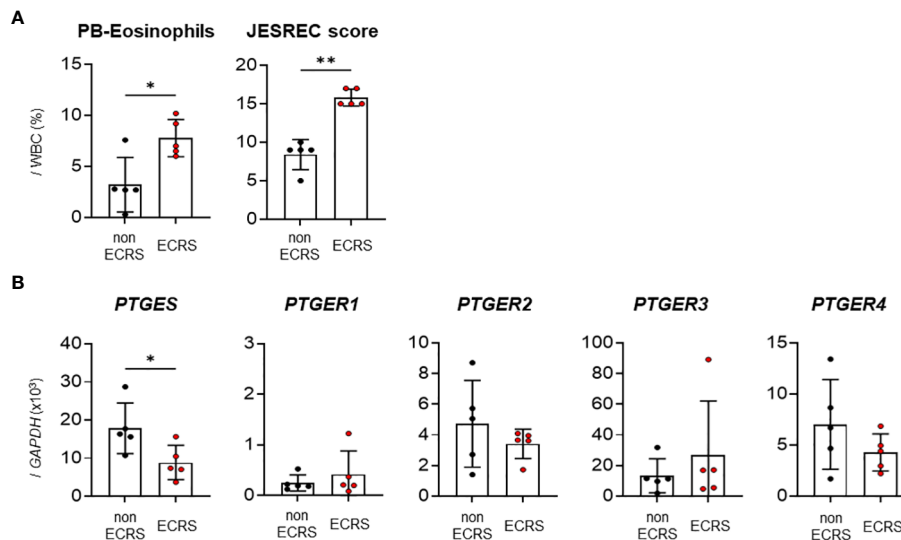 A
PB-Eosinophils JESREC score
/ WBC (%)
15
10
5
0
*
non
ECRS
ECRS
20
15
10
5
0
**
non
ECRS
ECRS
B
PTGES PTGER1 PTGER2 PTGER3 PTGER4
/ GAPDH (x10³)
40
30
20
10
0
*
non
ECRS
ECRS
3
2
1
0
non
ECRS
ECRS
10
8
6
4
2
0
non
ECRS
ECRS
100
80
60
40
20
0
non
ECRS
ECRS
15
10
5
0
non
ECRS
ECRS